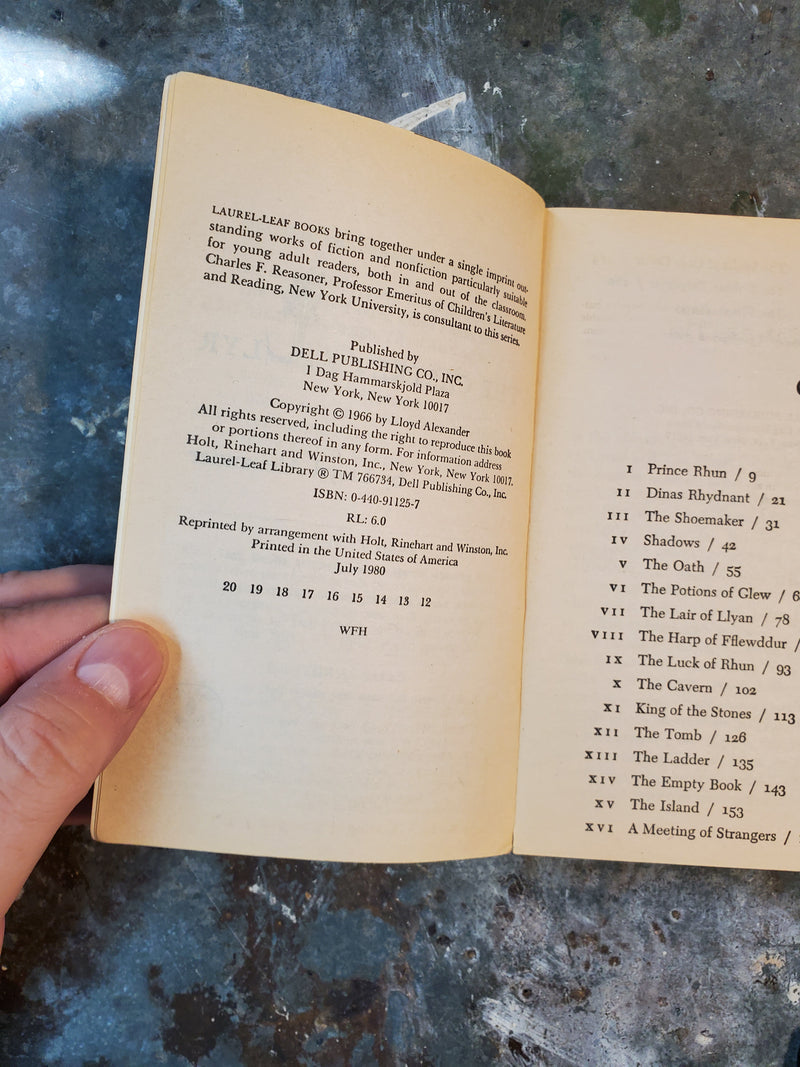 LAUREL-LEAF BOOKS bring together under a single imprint out-
standing works of fiction and nonfiction particularly suitable
for young adult readers, both in and out of the classroom.
Charles F. Reasoner, Professor Emeritus of Children's Literature
and Reading, New York University, is consultant to this series.
Published by
DELL PUBLISHING CO., INC.
1 Dag Hammarskjold Plaza
New York, New York 10017
Copyright © 1966 by Lloyd Alexander
All rights reserved, including the right to reproduce this book
or portions thereof in any form. For information address
Holt, Rinehart and Winston, Inc., New York, New York 10017.
Laurel-Leaf Library ® TM 766734, Dell Publishing Co., Inc.
ISBN: 0-440-91125-7
RL: 6.0
Reprinted by arrangement with Holt, Rinehart and Winston, Inc.
Printed in the United States of America
July 1980
20 19 18 17 16 15 14 13 12
WFH
I Prince Rhun / 9
II Dinas Rhydnant / 21
III The Shoemaker / 31
IV Shadows / 42
V The Oath / 55
VI The Potions of Glew /
VII The Lair of Llyan / 78
VIII The Harp of Fflewddur /
IX The Luck of Rhun / 93
X The Cavern / 102
XI King of the Stones / 113
XII The Tomb / 126
XIII The Ladder / 135
XIV The Empty Book / 143
XV The Island / 153
XVI A Meeting of Strangers /